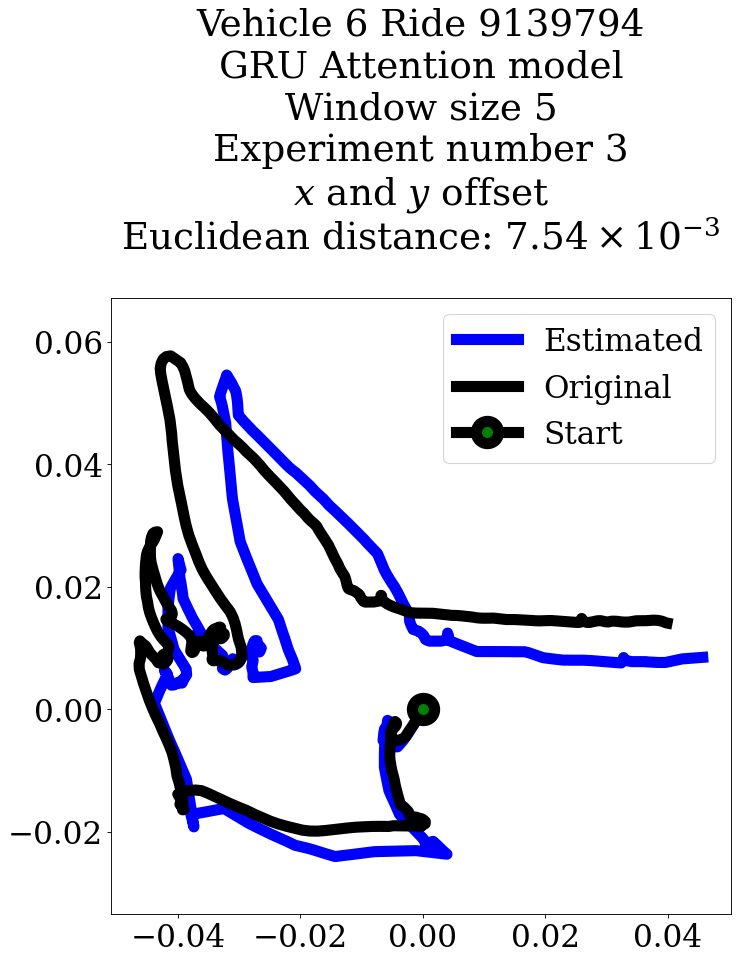 Vehicle 6 Ride 9139794
GRU Attention model
Window size 5
Experiment number 3
x and y offset
Euclidean distance: 7.54 × 10⁻³
Estimated
Original
Start
0.06
0.04
0.02
0.00
−0.02
−0.04
−0.02
0.00
0.02
0.04